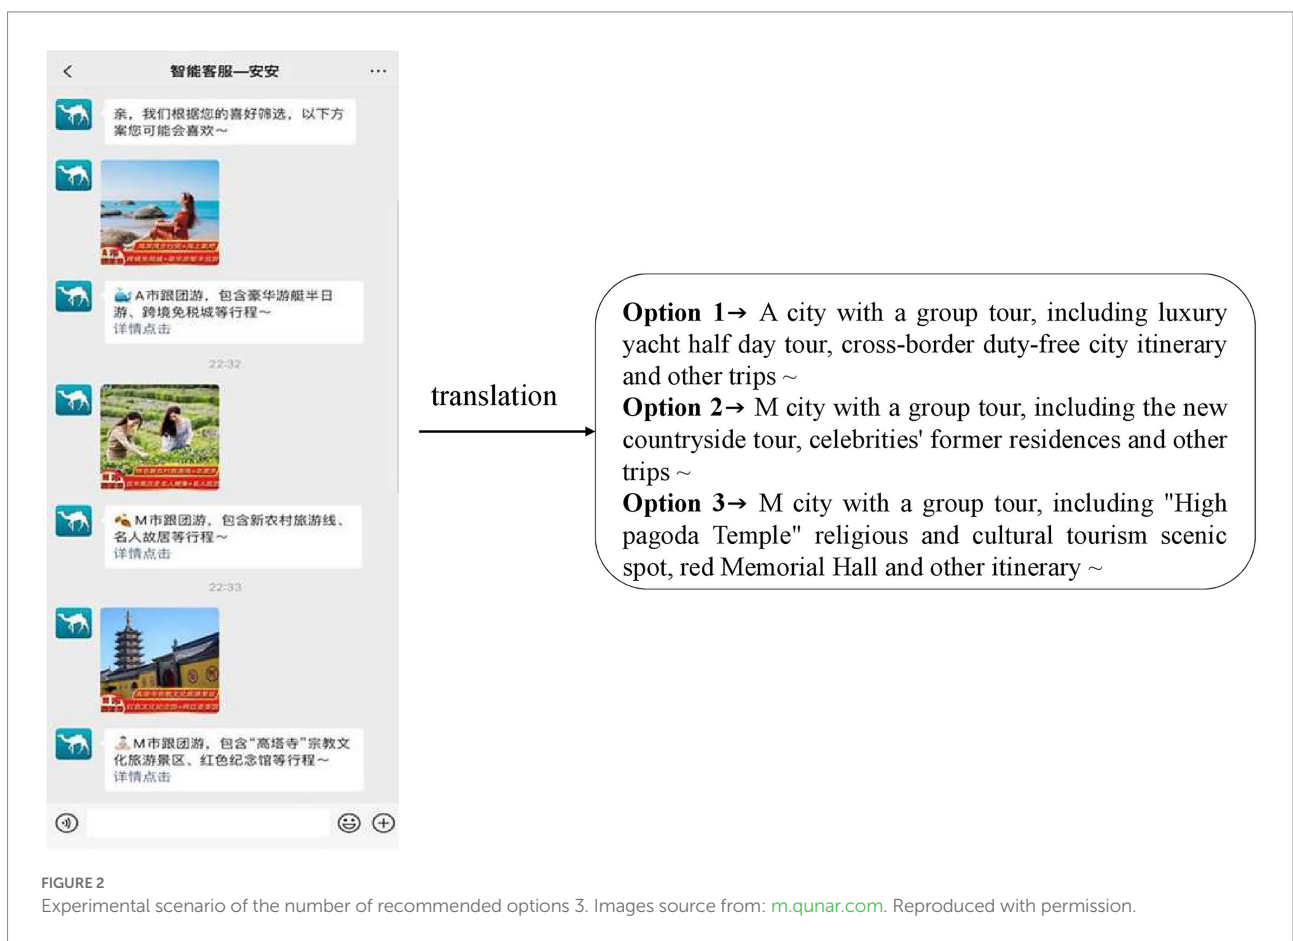 智能客服—安安
亲，我们根据您的喜好筛选，以下方
案您可能会喜欢～
A市跟团游，包含豪华游艇半日
游、跨境免税城等行程～
详情点击
22:32
M市跟团游，包含新农村旅游线、
名人故居等行程～
详情点击
22:33
M市跟团游，包含“高塔寺”宗教文
化旅游景区、红色纪念馆等行程～
详情点击
translation
Option 1→ A city with a group tour, including luxury
yacht half day tour, cross-border duty-free city itinerary
and other trips ~
Option 2→ M city with a group tour, including the new
countryside tour, celebrities' former residences and other
trips ~
Option 3→ M city with a group tour, including "High
pagoda Temple" religious and cultural tourism scenic
spot, red Memorial Hall and other itinerary ~
FIGURE 2
Experimental scenario of the number of recommended options 3. Images source from: m.qunar.com. Reproduced with permission.